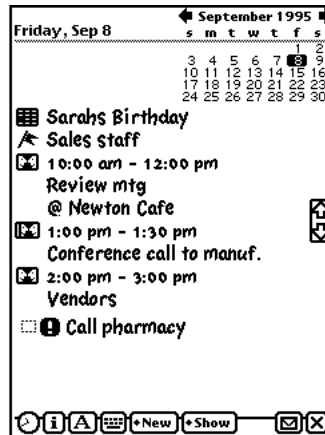 September 1995
Friday, Sep 8
s m t w t f s
1 2
3 4 5 6 7 8 9
10 11 12 13 14 15 16
17 18 19 20 21 22 23
24 25 26 27 28 29 30
Sarahs Birthday
Sales staff
10:00 am - 12:00 pm
Review mtg
@ Newton Cafe
1:00 pm - 1:30 pm
Conference call to manuf.
2:00 pm - 3:00 pm
Vendors
Call pharmacy
i A New Show